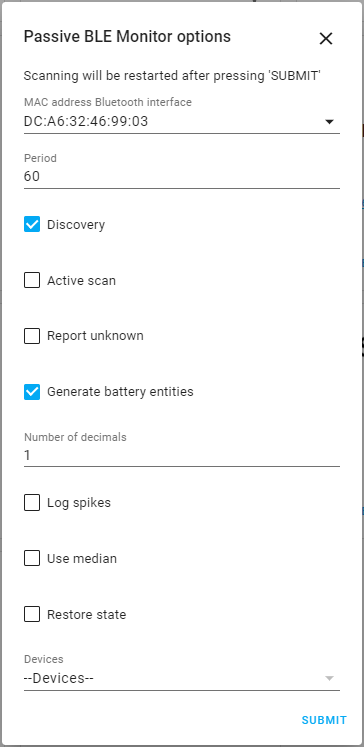 Passive BLE Monitor options
Scanning will be restarted after pressing 'SUBMIT'
MAC address Bluetooth interface
DC:A6:32:46:99:03
Period
60
Discovery
Active scan
Report unknown
Generate battery entities
Number of decimals
1
Log spikes
Use median
Restore state
Devices
--Devices--
SUBMIT